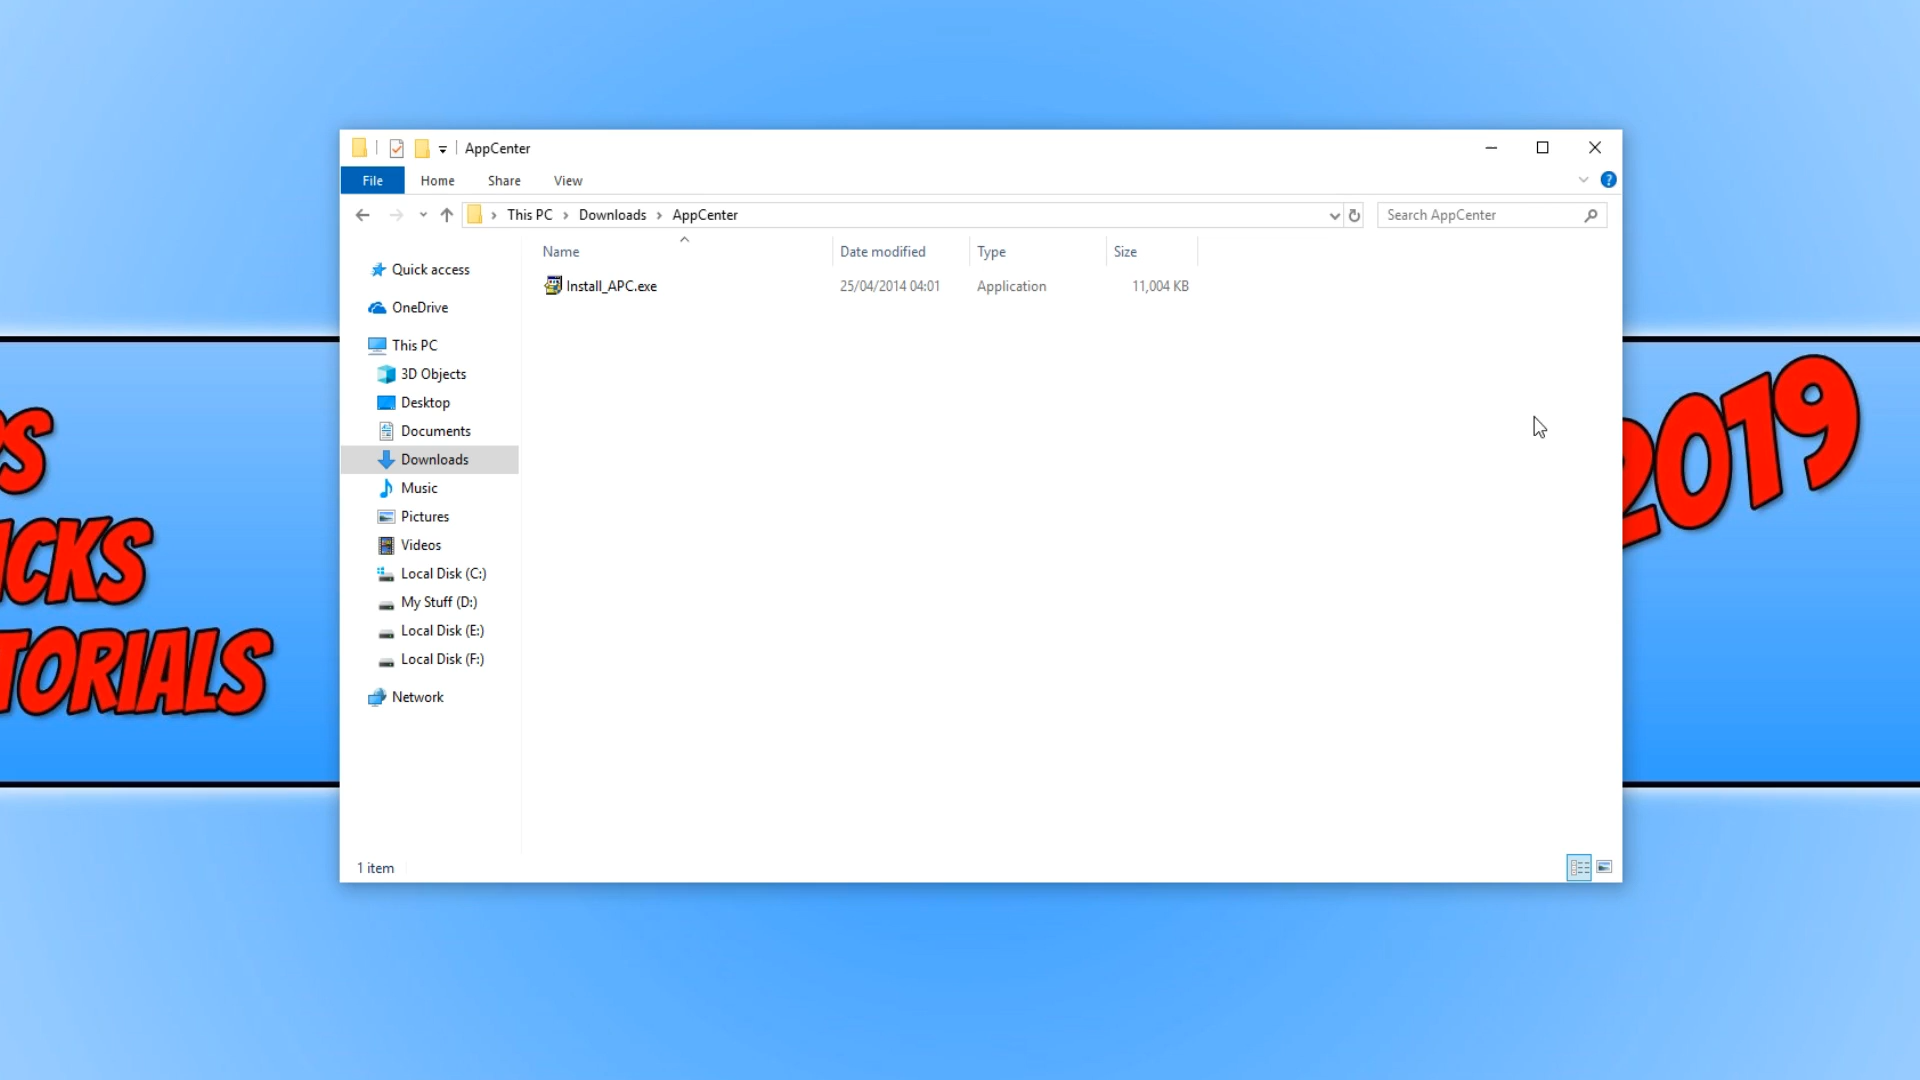 AppCenter
File Home Share View
This PC Downloads AppCenter
Search AppCenter
Name Date modified Type Size
Install_APC.exe 25/04/2014 04:01 Application 11,004 KB
Quick access
OneDrive
This PC
3D Objects
Desktop
Documents
Downloads
Music
Pictures
Videos
Local Disk (C:)
My Stuff (D:)
Local Disk (E:)
Local Disk (F:)
Network
1 item
2019